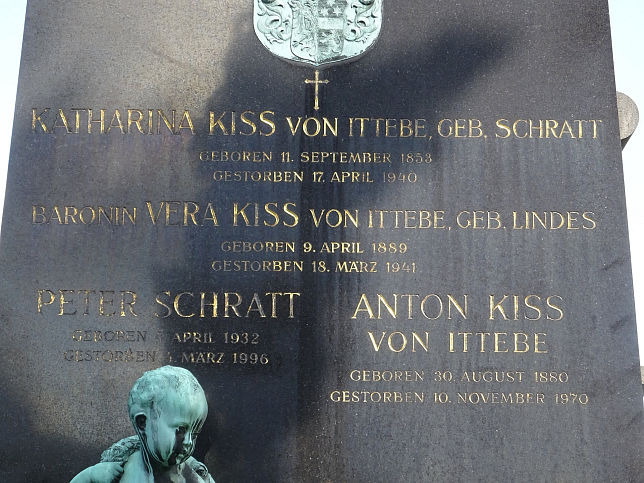 KATHARINA KISS VON ITTEBE, GEB. SCHRATT
GEBOREN 11. SEPTEMBER 1853
GESTORBEN 17. APRIL 1940
BARONIN VERA KISS VON ITTEBE, GEB. LINDES
GEBOREN 9. APRIL 1889
GESTORBEN 18. MÄRZ 1941
PETER SCHRATT
GEBOREN APRIL 1932
GESTORBEN MÄRZ 1996
ANTON KISS
VON ITTEBE
GEBOREN 30. AUGUST 1880
GESTORBEN 10. NOVEMBER 1970